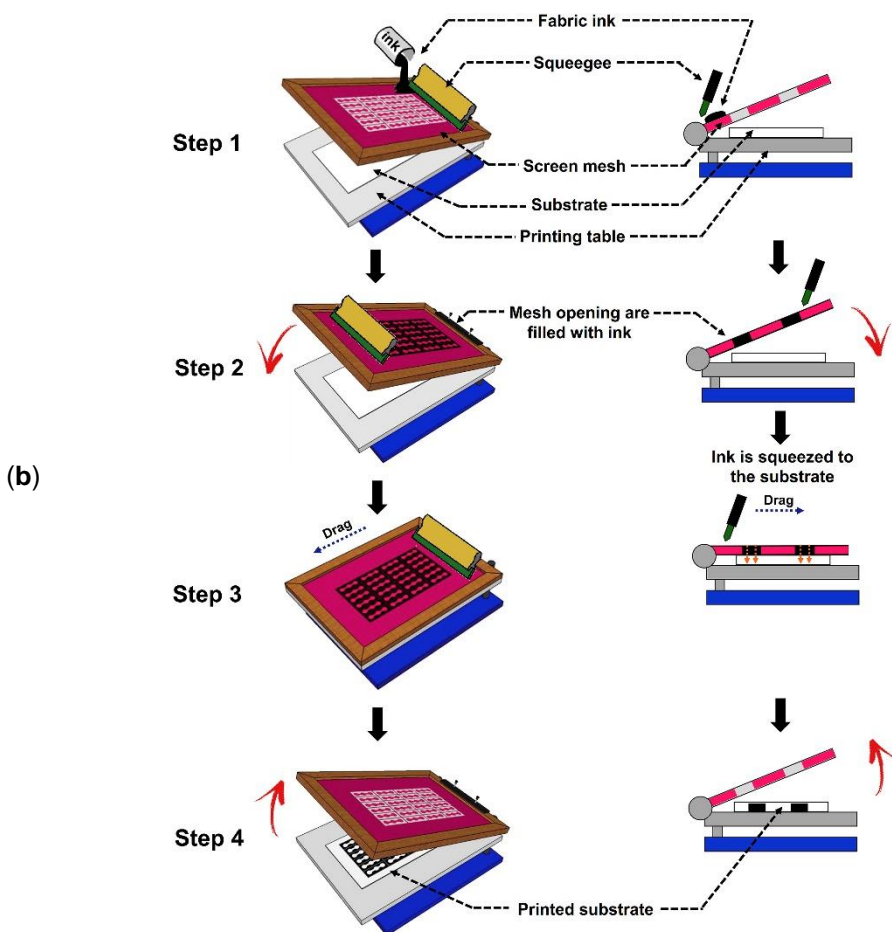 Fabric ink
ink
Squeegee
Step 1
Screen mesh
Substrate
Printing table
Mesh opening are
filled with ink
Step 2
(b)
Ink is squeezed to
the substrate
Drag
Drag
Step 3
Step 4
Printed substrate